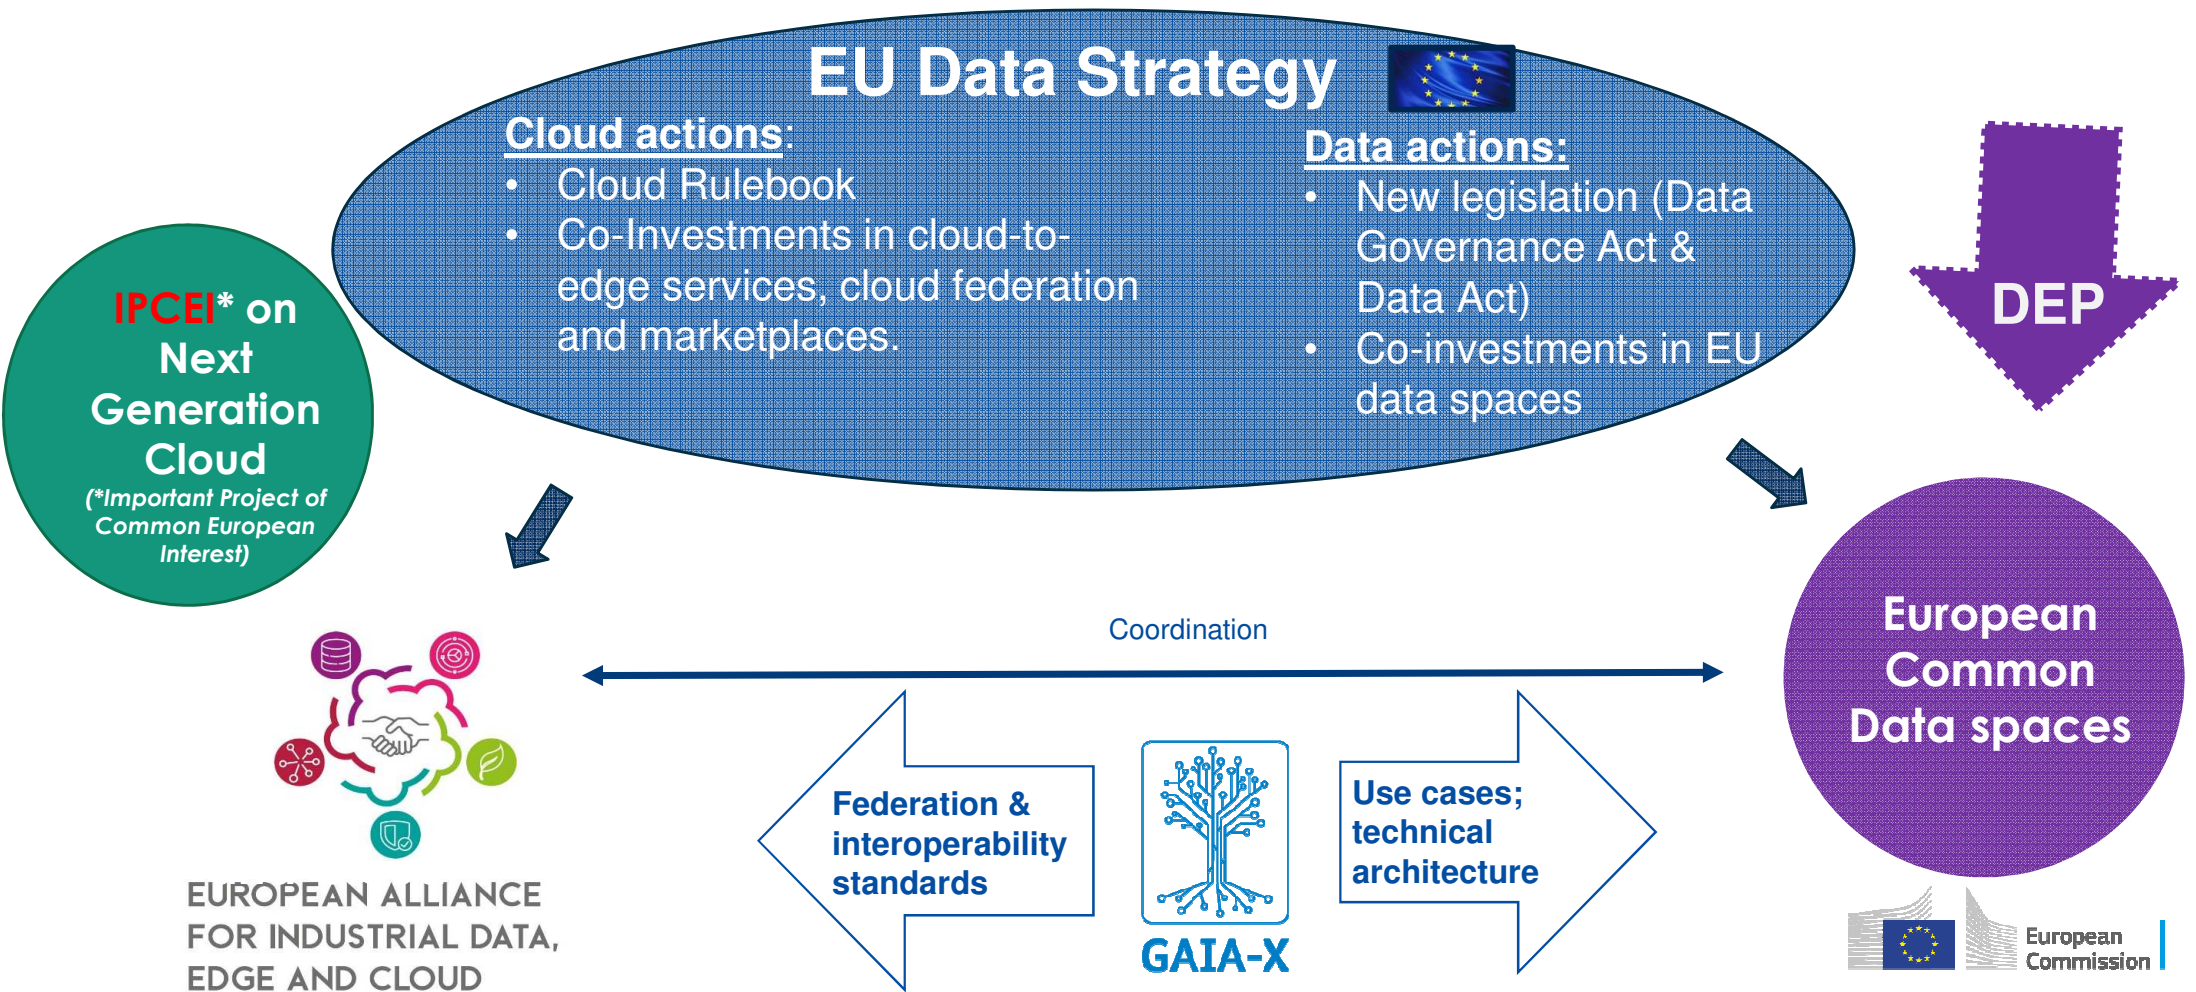 EU Data Strategy
Cloud actions:
• Cloud Rulebook
• Co-Investments in cloud-to-
edge services, cloud federation
and marketplaces.
Data actions:
• New legislation (Data
Governance Act &
Data Act)
• Co-investments in EU
data spaces
DEP
IPCEI* on
Next
Generation
Cloud
(*Important Project of
Common European
Interest)
Coordination
European
Common
Data spaces
Federation &
interoperability
standards
GAIA-X
Use cases;
technical
architecture
EUROPEAN ALLIANCE
FOR INDUSTRIAL DATA,
EDGE AND CLOUD
European
Commission